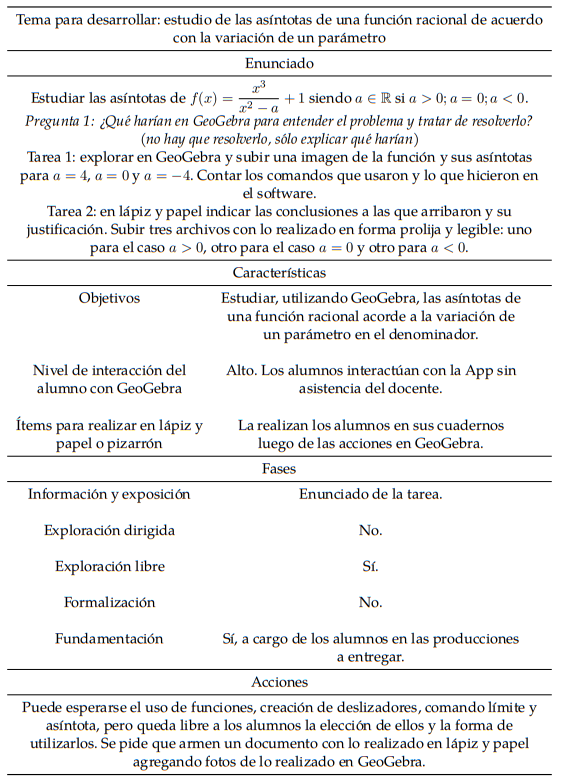 Tema para desarrollar: estudio de las asíntotas de una función racional de acuerdo
con la variación de un parámetro
Enunciado
Estudiar las asíntotas de f(x) = x³/(x² − a) + 1 siendo a ∈ ℝ si a > 0; a = 0; a < 0.
Pregunta 1: ¿Qué harían en GeoGebra para entender el problema y tratar de resolverlo?
(no hay que resolverlo, sólo explicar qué harían)
Tarea 1: explorar en GeoGebra y subir una imagen de la función y sus asíntotas
para a = 4, a = 0 y a = −4. Contar los comandos que usaron y lo que hicieron en
el software.
Tarea 2: en lápiz y papel indicar las conclusiones a las que arribaron y su
justificación. Subir tres archivos con lo realizado en forma prolija y legible: uno
para el caso a > 0, otro para el caso a = 0 y otro para a < 0.
Características
Objetivos
Estudiar, utilizando GeoGebra, las asíntotas de
una función racional acorde a la variación de
un parámetro en el denominador.
Nivel de interacción del
alumno con GeoGebra
Alto. Los alumnos interactúan con la App sin
asistencia del docente.
Ítems para realizar en lápiz y
papel o pizarrón
La realizan los alumnos en sus cuadernos
luego de las acciones en GeoGebra.
Fases
Información y exposición
Enunciado de la tarea.
Exploración dirigida
No.
Exploración libre
Sí.
Formalización
No.
Fundamentación
Sí, a cargo de los alumnos en las producciones
a entregar.
Acciones
Puede esperarse el uso de funciones, creación de deslizadores, comando límite y
asíntota, pero queda libre a los alumnos la elección de ellos y la forma de
utilizarlos. Se pide que armen un documento con lo realizado en lápiz y papel
agregando fotos de lo realizado en GeoGebra.